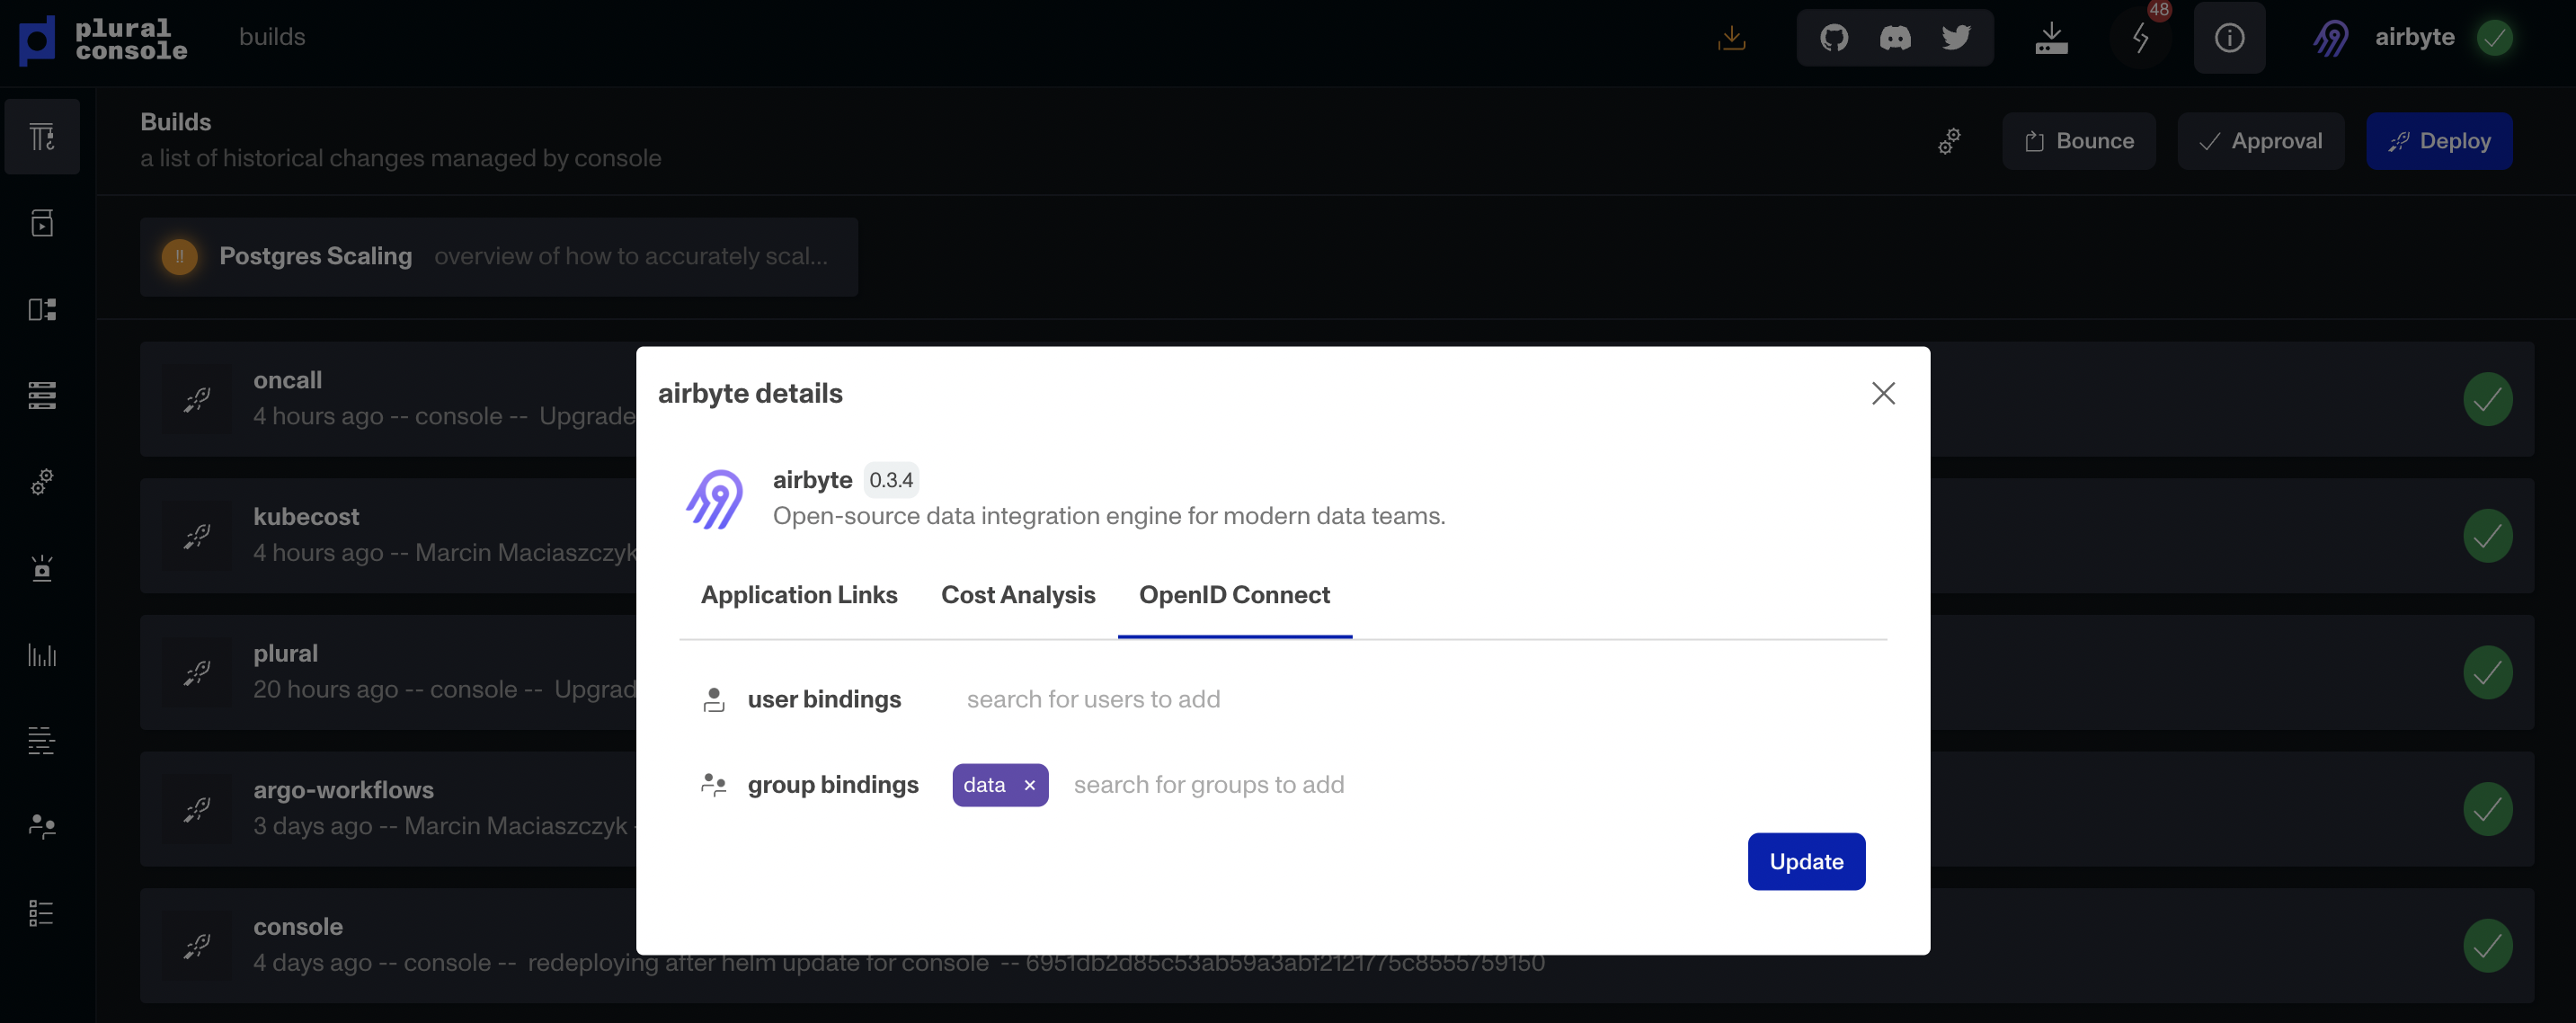 plural
console
builds
48
airbyte
Builds
a list of historical changes managed by console
Bounce
Approval
Deploy
!!
Postgres Scaling overview of how to accurately scal...
oncall
4 hours ago -- console -- Upgrade
kubecost
4 hours ago -- Marcin Maciaszczyk
plural
20 hours ago -- console -- Upgrad
argo-workflows
3 days ago -- Marcin Maciaszczyk -
console
4 days ago -- console -- redeploying after helm update for console -- 6951db2d85c53ab59a3abf2121775c8555759150
airbyte details
airbyte 0.3.4
Open-source data integration engine for modern data teams.
Application Links Cost Analysis OpenID Connect
user bindings search for users to add
group bindings data × search for groups to add
Update